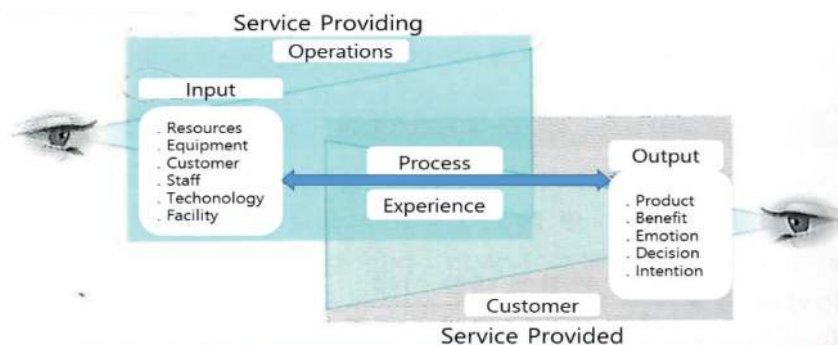 Service Providing
Operations
Input
. Resources
. Equipment
. Customer
. Staff
. Techonology
. Facility
Process
Experience
Output
. Product
. Benefit
. Emotion
. Decision
. Intention
Customer
Service Provided